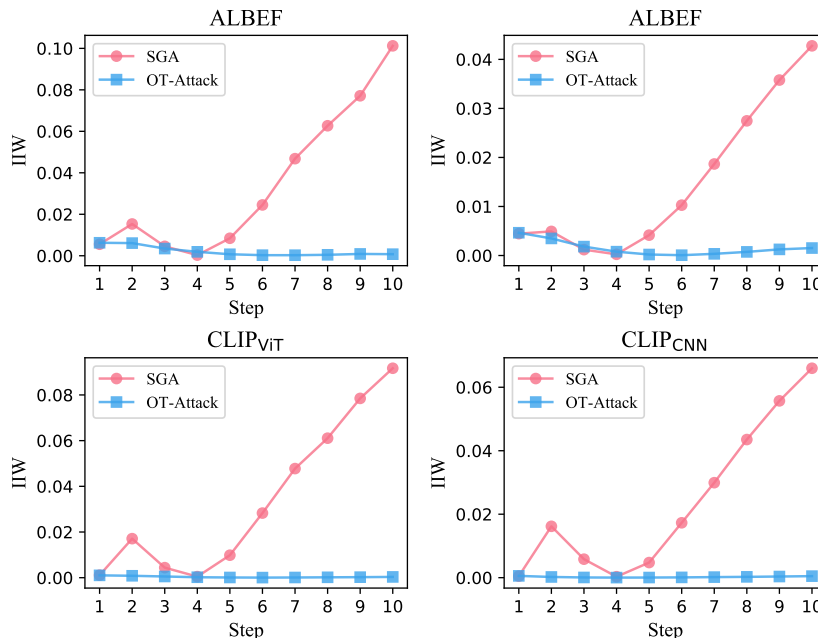 ALBEF
IIW
0.10
0.08
0.06
0.04
0.02
0.00
SGA
OT-Attack
1 2 3 4 5 6 7 8 9 10
Step
ALBEF
IIW
0.04
0.03
0.02
0.01
0.00
SGA
OT-Attack
1 2 3 4 5 6 7 8 9 10
Step
CLIPViT
IIW
0.08
0.06
0.04
0.02
0.00
SGA
OT-Attack
1 2 3 4 5 6 7 8 9 10
Step
CLIPCNN
IIW
0.06
0.04
0.02
0.00
SGA
OT-Attack
1 2 3 4 5 6 7 8 9 10
Step